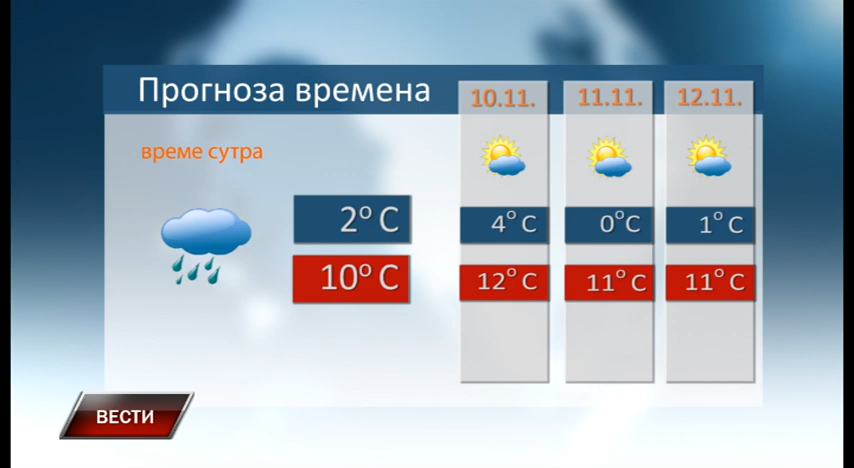 Прогноза времена
10.11. 11.11. 12.11.
време сутра
2° C 4° C 0°C 1° C
10° C 12° C 11° C 11° C
ВЕСТИ